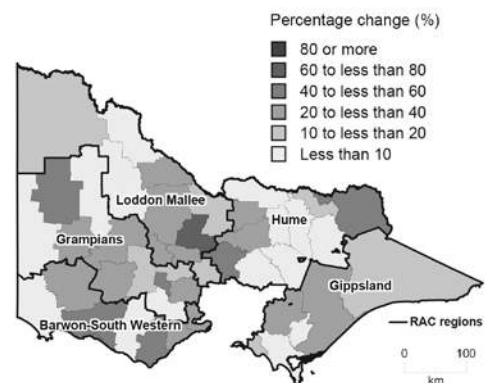 Percentage change (%)
80 or more
60 to less than 80
40 to less than 60
20 to less than 40
10 to less than 20
Less than 10
Loddon Mallee
Hume
Grampians
Gippsland
Barwon-South Western
RAC regions
0 100
km